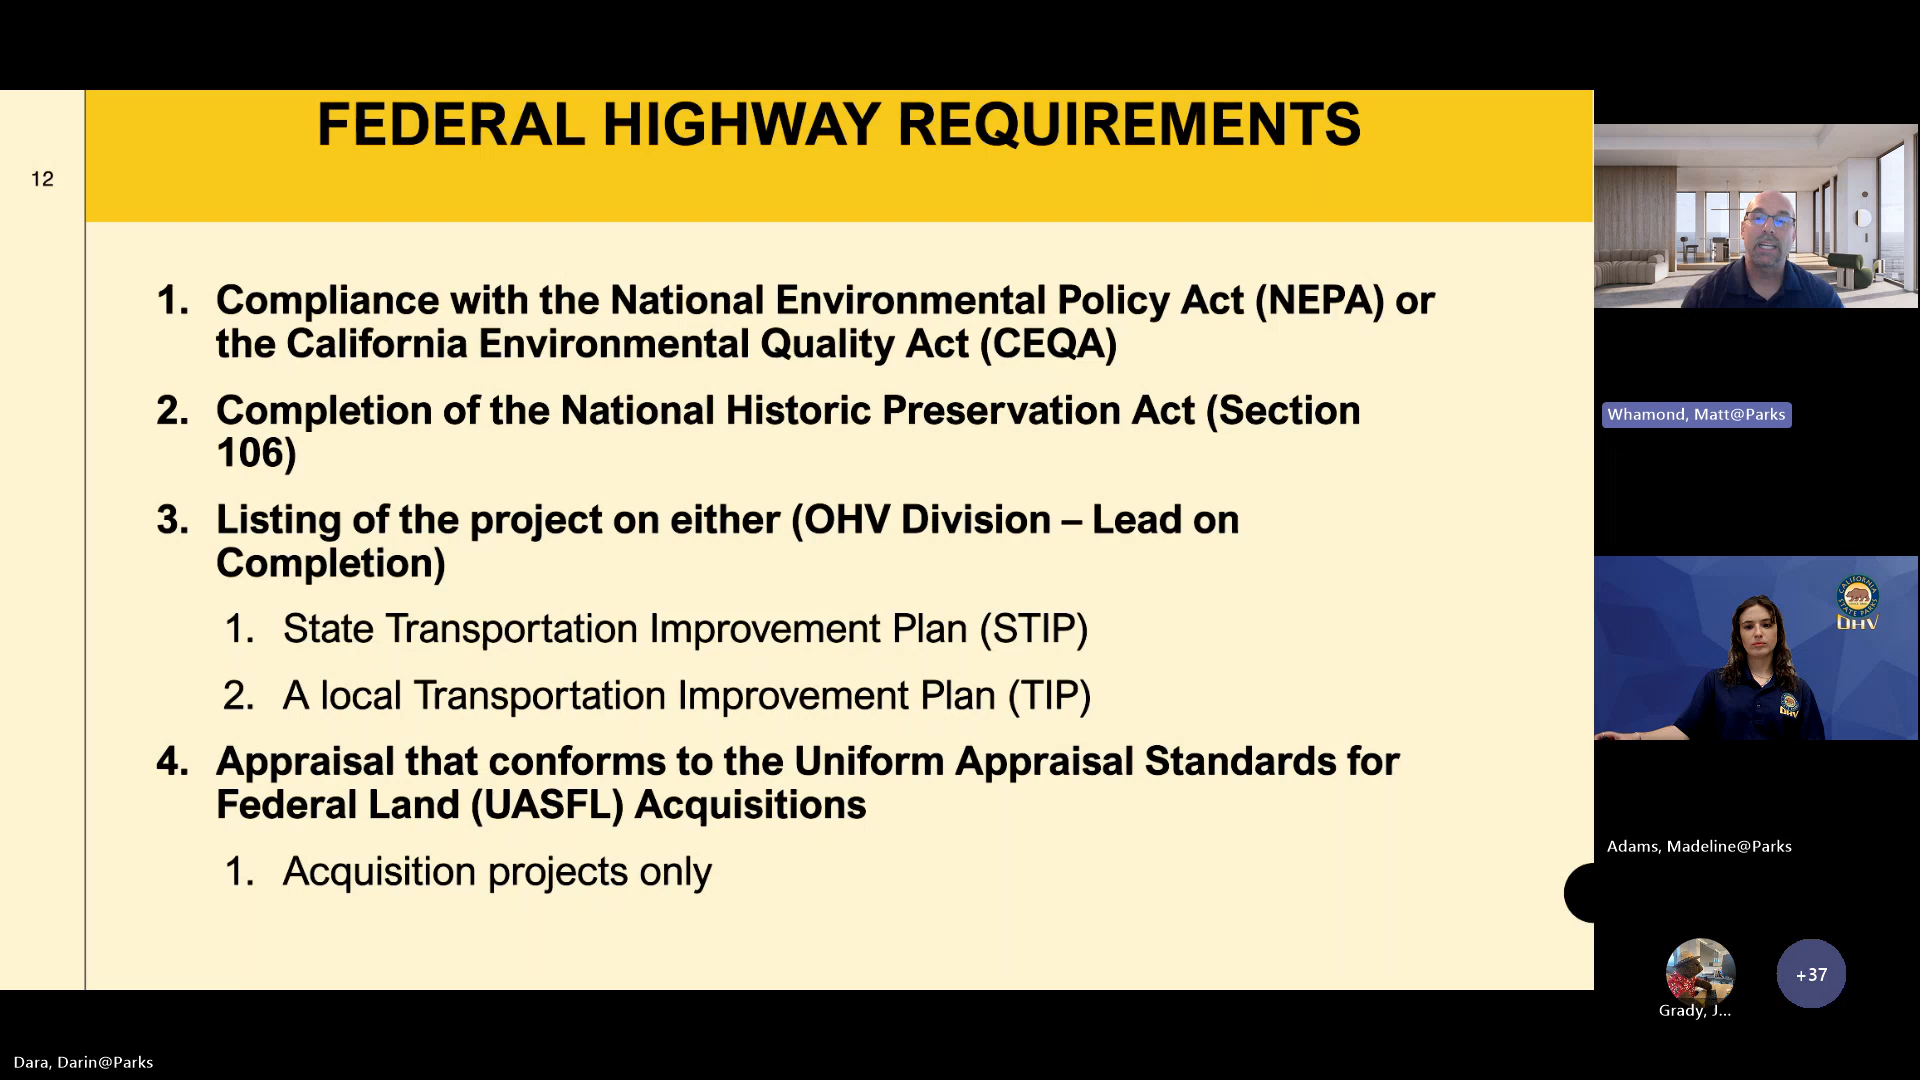 FEDERAL HIGHWAY REQUIREMENTS
12
1. Compliance with the National Environmental Policy Act (NEPA) or
the California Environmental Quality Act (CEQA)
2. Completion of the National Historic Preservation Act (Section
106)
3. Listing of the project on either (OHV Division – Lead on
Completion)
1. State Transportation Improvement Plan (STIP)
2. A local Transportation Improvement Plan (TIP)
4. Appraisal that conforms to the Uniform Appraisal Standards for
Federal Land (UASFL) Acquisitions
1. Acquisition projects only
Whamond, Matt@Parks
CALIFORNIA
STATE PARKS
OHV
OHV
Adams, Madeline@Parks
+37
Grady, J...
Dara, Darin@Parks